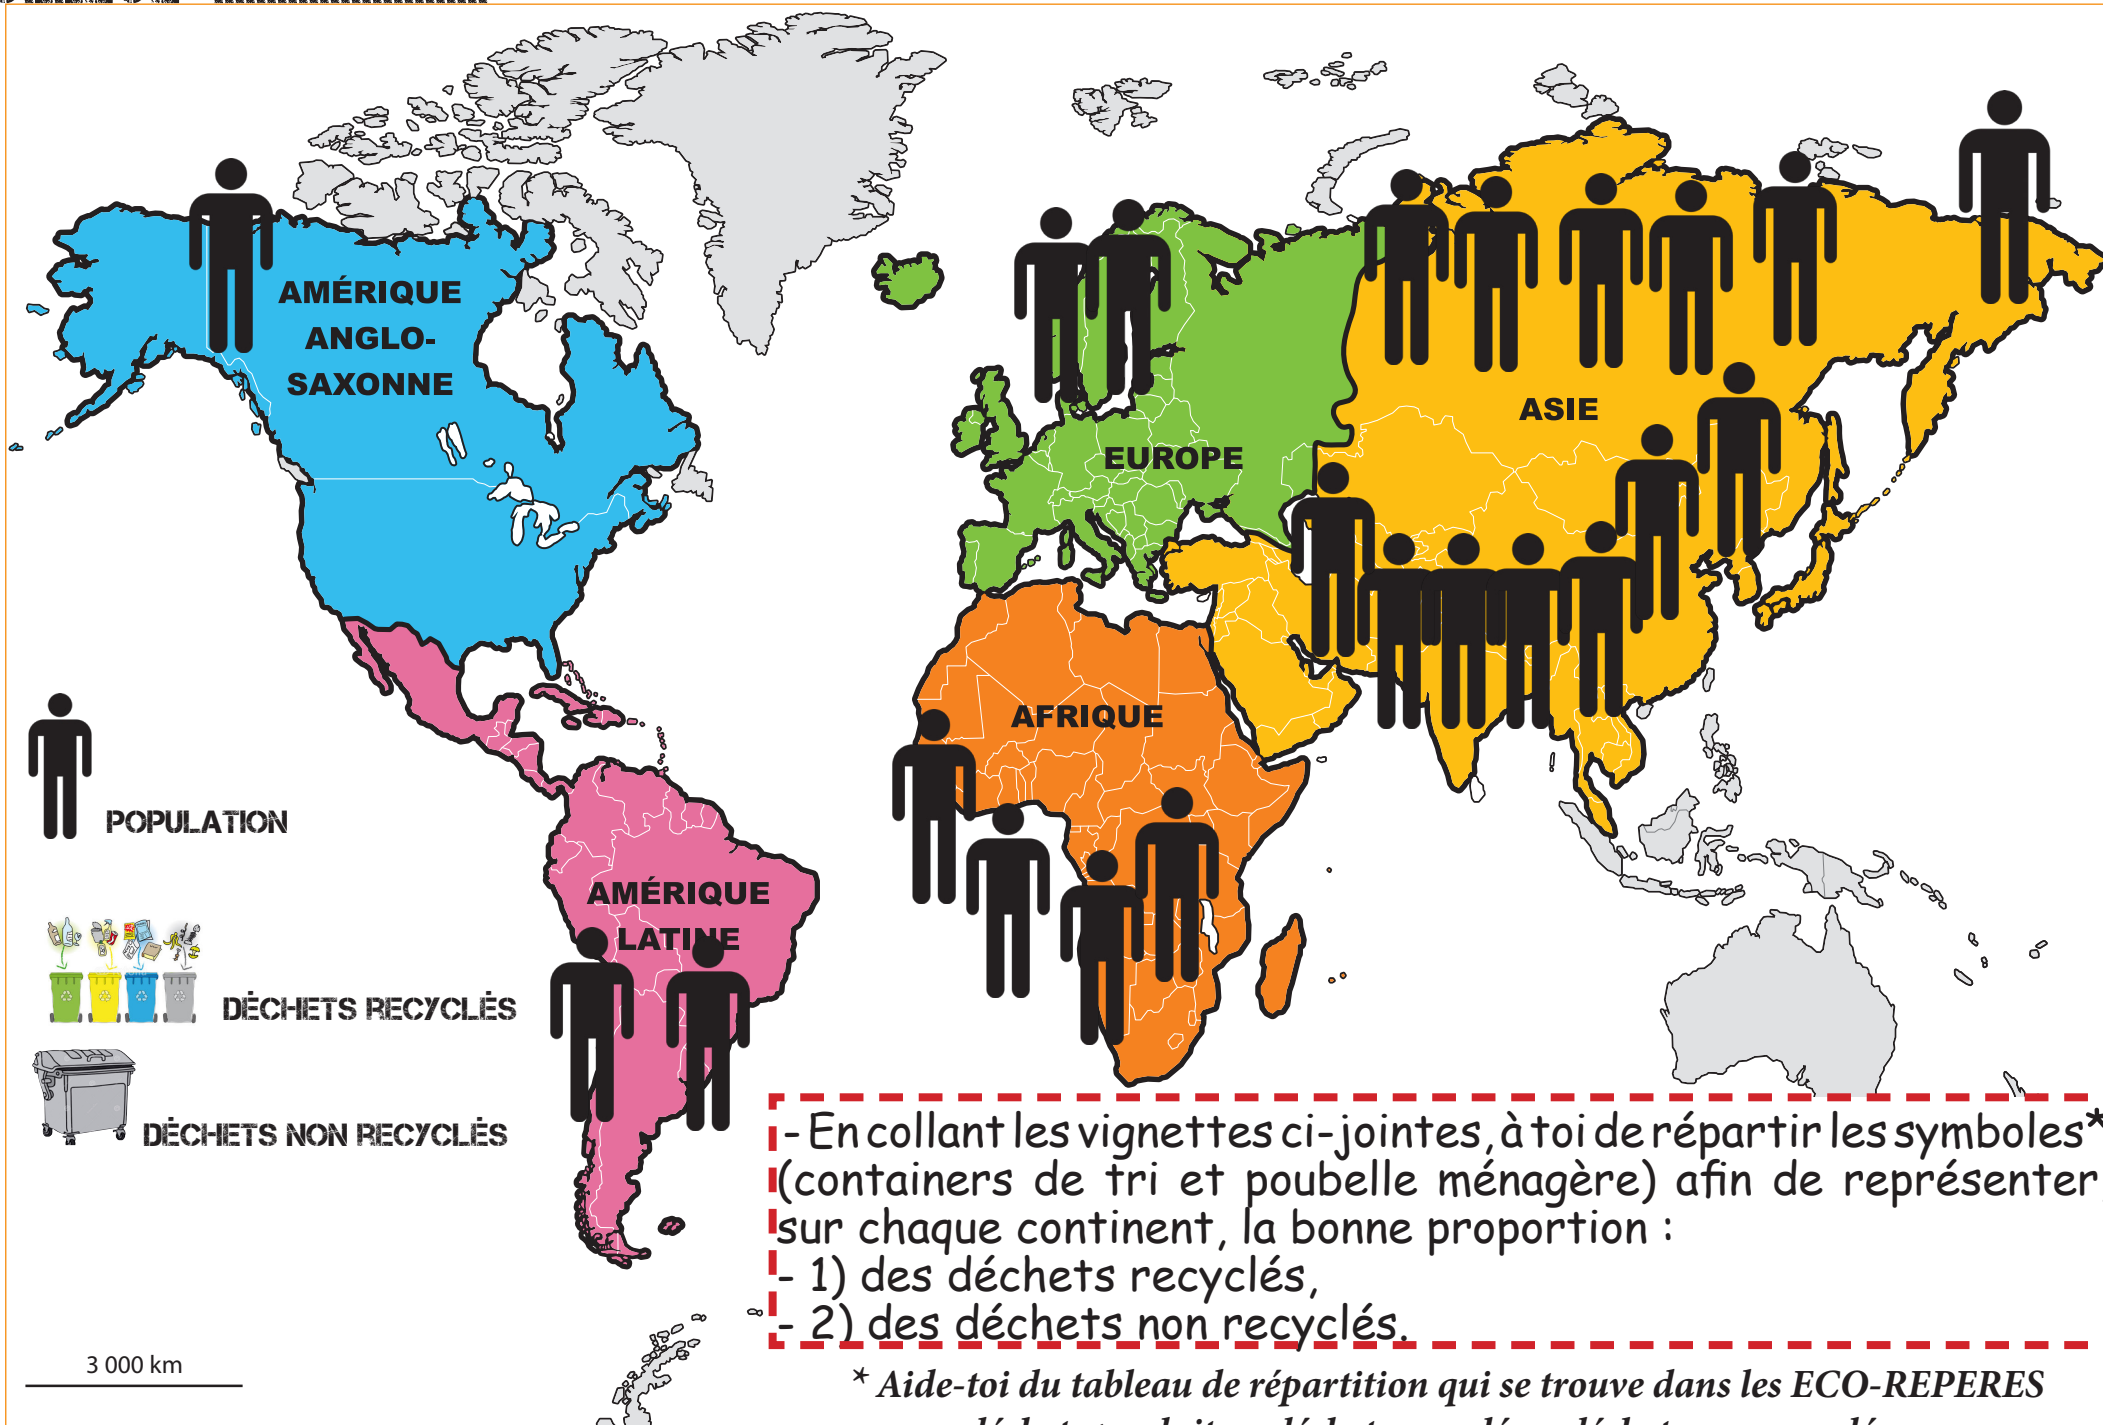 AMÉRIQUE
ANGLO-
SAXONNE
EUROPE
ASIE
AFRIQUE
AMÉRIQUE
LATINE
POPULATION
DÉCHETS RECYCLÉS
DÉCHETS NON RECYCLÉS
3 000 km
- En collant les vignettes ci-jointes, à toi de répartir les symboles*
(containers de tri et poubelle ménagère) afin de représenter
sur chaque continent, la bonne proportion :
- 1) des déchets recyclés,
- 2) des déchets non recyclés.
* Aide-toi du tableau de répartition qui se trouve dans les ECO-REPERES